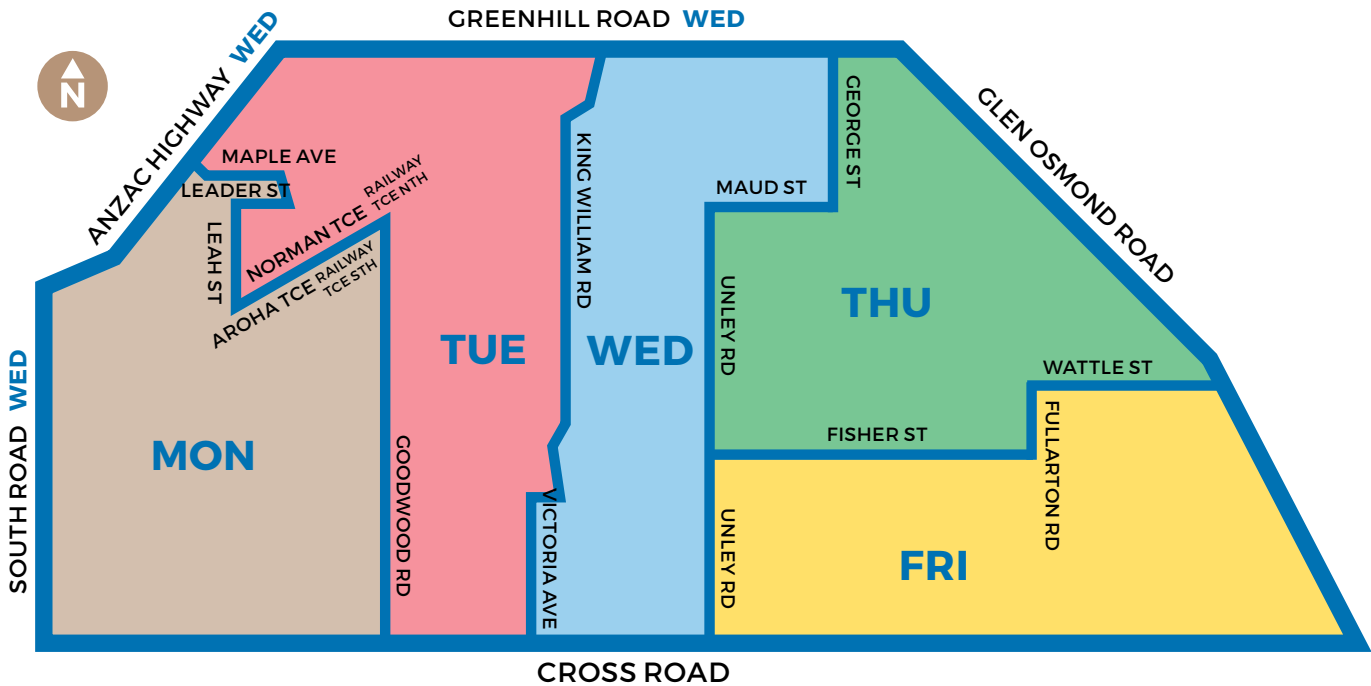 GREENHILL ROAD WED
ANZAC HIGHWAY WED
N
GLEN OSMOND ROAD
GEORGE ST
MAPLE AVE
LEADER ST
LEAH ST
NORMAN TCE RAILWAY TCE NTH
AROHA TCE RAILWAY TCE STH
KING WILLIAM RD
MAUD ST
UNLEY RD
THU
TUE
WED
WATTLE ST
SOUTH ROAD WED
MON
GOODWOOD RD
FISHER ST
FULLARTON RD
VICTORIA AVE
UNLEY RD
FRI
CROSS ROAD